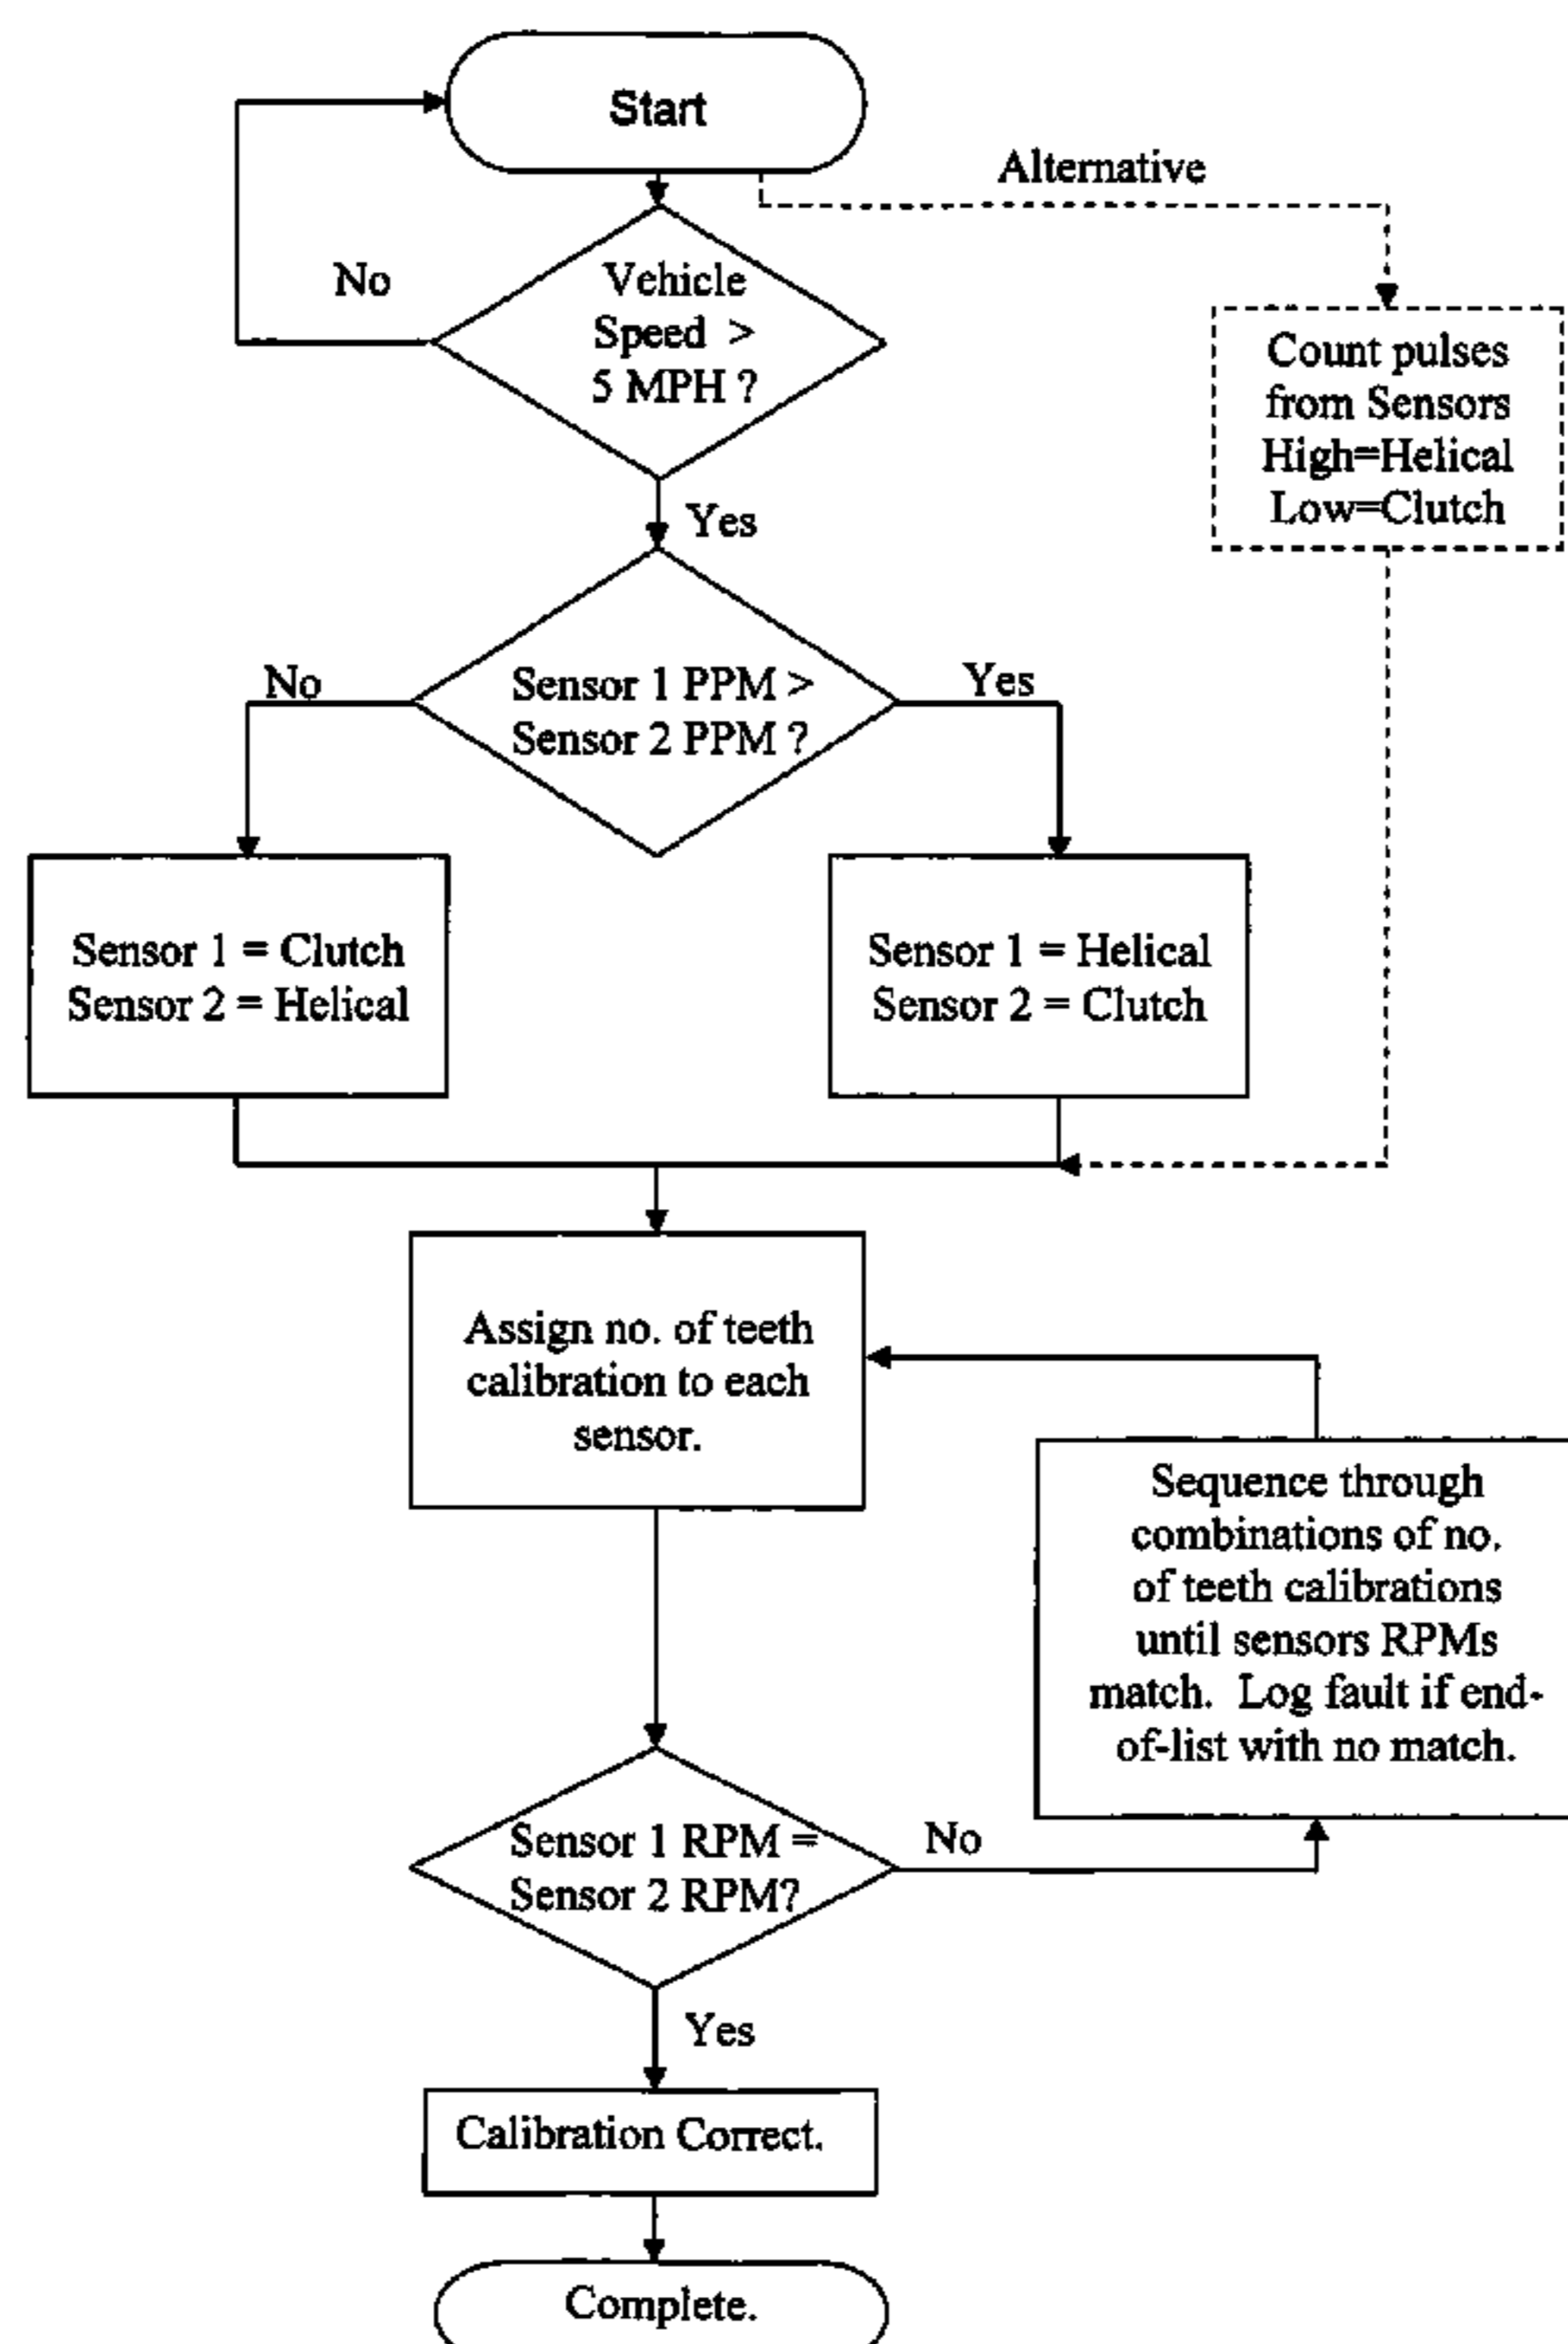 Start
Alternative
No
Vehicle
Speed >
5 MPH ?
Count pulses
from Sensors
High=Helical
Low=Clutch
Yes
No
Sensor 1 PPM >
Sensor 2 PPM ?
Yes
Sensor 1 = Clutch
Sensor 2 = Helical
Sensor 1 = Helical
Sensor 2 = Clutch
Assign no. of teeth
calibration to each
sensor.
Sequence through
combinations of no.
of teeth calibrations
until sensors RPMs
match. Log fault if end-
of-list with no match.
Sensor 1 RPM =
Sensor 2 RPM?
No
Yes
Calibration Correct.
Complete.